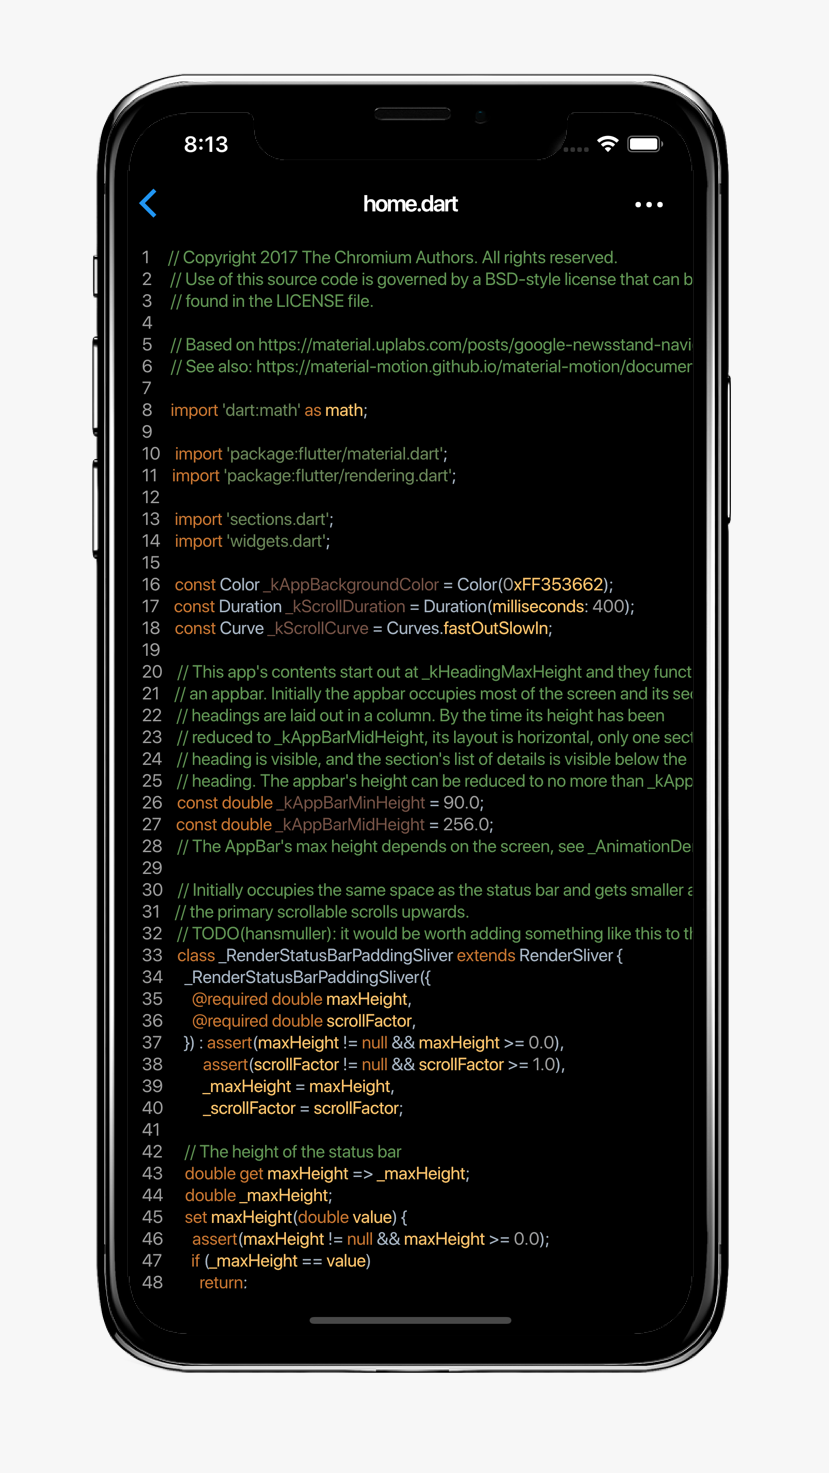 8:13
home.dart
1 // Copyright 2017 The Chromium Authors. All rights reserved.
2 // Use of this source code is governed by a BSD-style license that can b
3 // found in the LICENSE file.
4
5 // Based on https://material.uplabs.com/posts/google-newsstand-navi
6 // See also: https://material-motion.github.io/material-motion/documen
7
8 import 'dart:math' as math;
9
10 import 'package:flutter/material.dart';
11 import 'package:flutter/rendering.dart';
12
13 import 'sections.dart';
14 import 'widgets.dart';
15
16 const Color _kAppBackgroundColor = Color(0xFF353662);
17 const Duration _kScrollDuration = Duration(milliseconds: 400);
18 const Curve _kScrollCurve = Curves.fastOutSlowIn;
19
20 // This app's contents start out at _kHeadingMaxHeight and they funct
21 // an appbar. Initially the appbar occupies most of the screen and its sec
22 // headings are laid out in a column. By the time its height has been
23 // reduced to _kAppBarMidHeight, its layout is horizontal, only one sect
24 // heading is visible, and the section's list of details is visible below the
25 // heading. The appbar's height can be reduced to no more than _kApp
26 const double _kAppBarMinHeight = 90.0;
27 const double _kAppBarMidHeight = 256.0;
28 // The AppBar's max height depends on the screen, see _AnimationDe
29
30 // Initially occupies the same space as the status bar and gets smaller a
31 // the primary scrollable scrolls upwards.
32 // TODO(hansmuller): it would be worth adding something like this to th
33 class _RenderStatusBarPaddingSliver extends RenderSliver {
34 _RenderStatusBarPaddingSliver({
35 @required double maxHeight,
36 @required double scrollFactor,
37 }) : assert(maxHeight != null && maxHeight >= 0.0),
38 assert(scrollFactor != null && scrollFactor >= 1.0),
39 _maxHeight = maxHeight,
40 _scrollFactor = scrollFactor;
41
42 // The height of the status bar
43 double get maxHeight => _maxHeight;
44 double _maxHeight;
45 set maxHeight(double value) {
46 assert(maxHeight != null && maxHeight >= 0.0);
47 if (_maxHeight == value)
48 return: